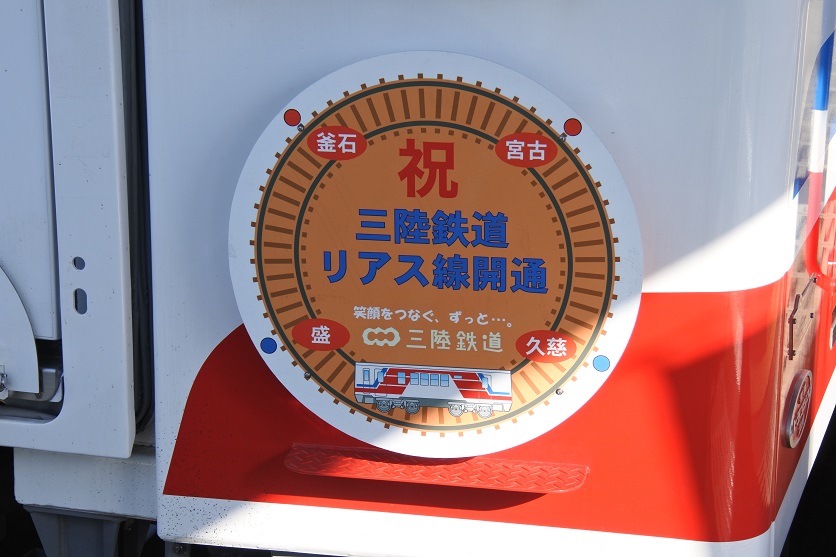 釜石
宮古
祝
三陸鉄道
リアス線開通
笑顔をつなぐ、ずっと…。
三陸鉄道
盛
久慈